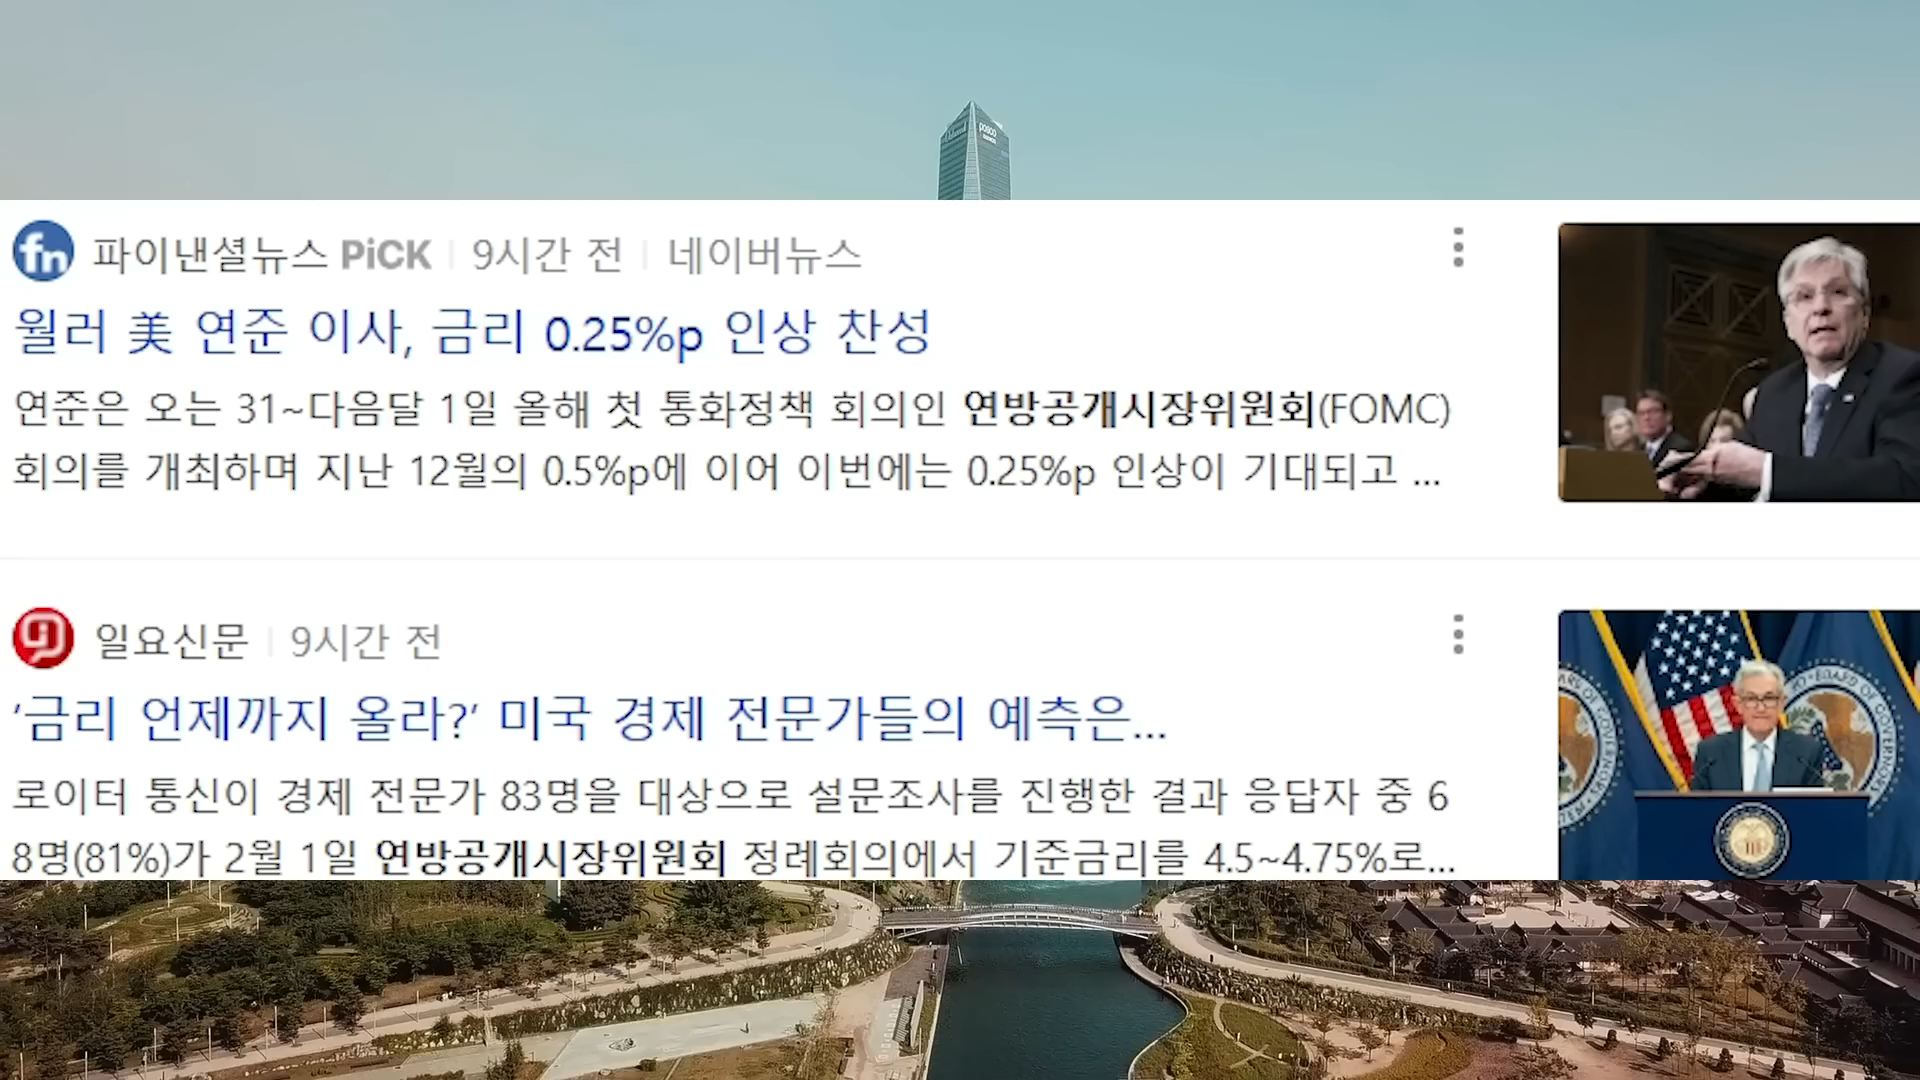 posco
fn 파이낸셜뉴스 PiCK 9시간 전 네이버뉴스
월러 美 연준 이사, 금리 0.25%p 인상 찬성
연준은 오는 31~다음달 1일 올해 첫 통화정책 회의인 연방공개시장위원회(FOMC)
회의를 개최하며 지난 12월의 0.5%p에 이어 이번에는 0.25%p 인상이 기대되고 ...
일요신문 9시간 전
‘금리 언제까지 올라?’ 미국 경제 전문가들의 예측은...
로이터 통신이 경제 전문가 83명을 대상으로 설문조사를 진행한 결과 응답자 중 6
8명(81%)가 2월 1일 연방공개시장위원회 정례회의에서 기준금리를 4.5~4.75%로...